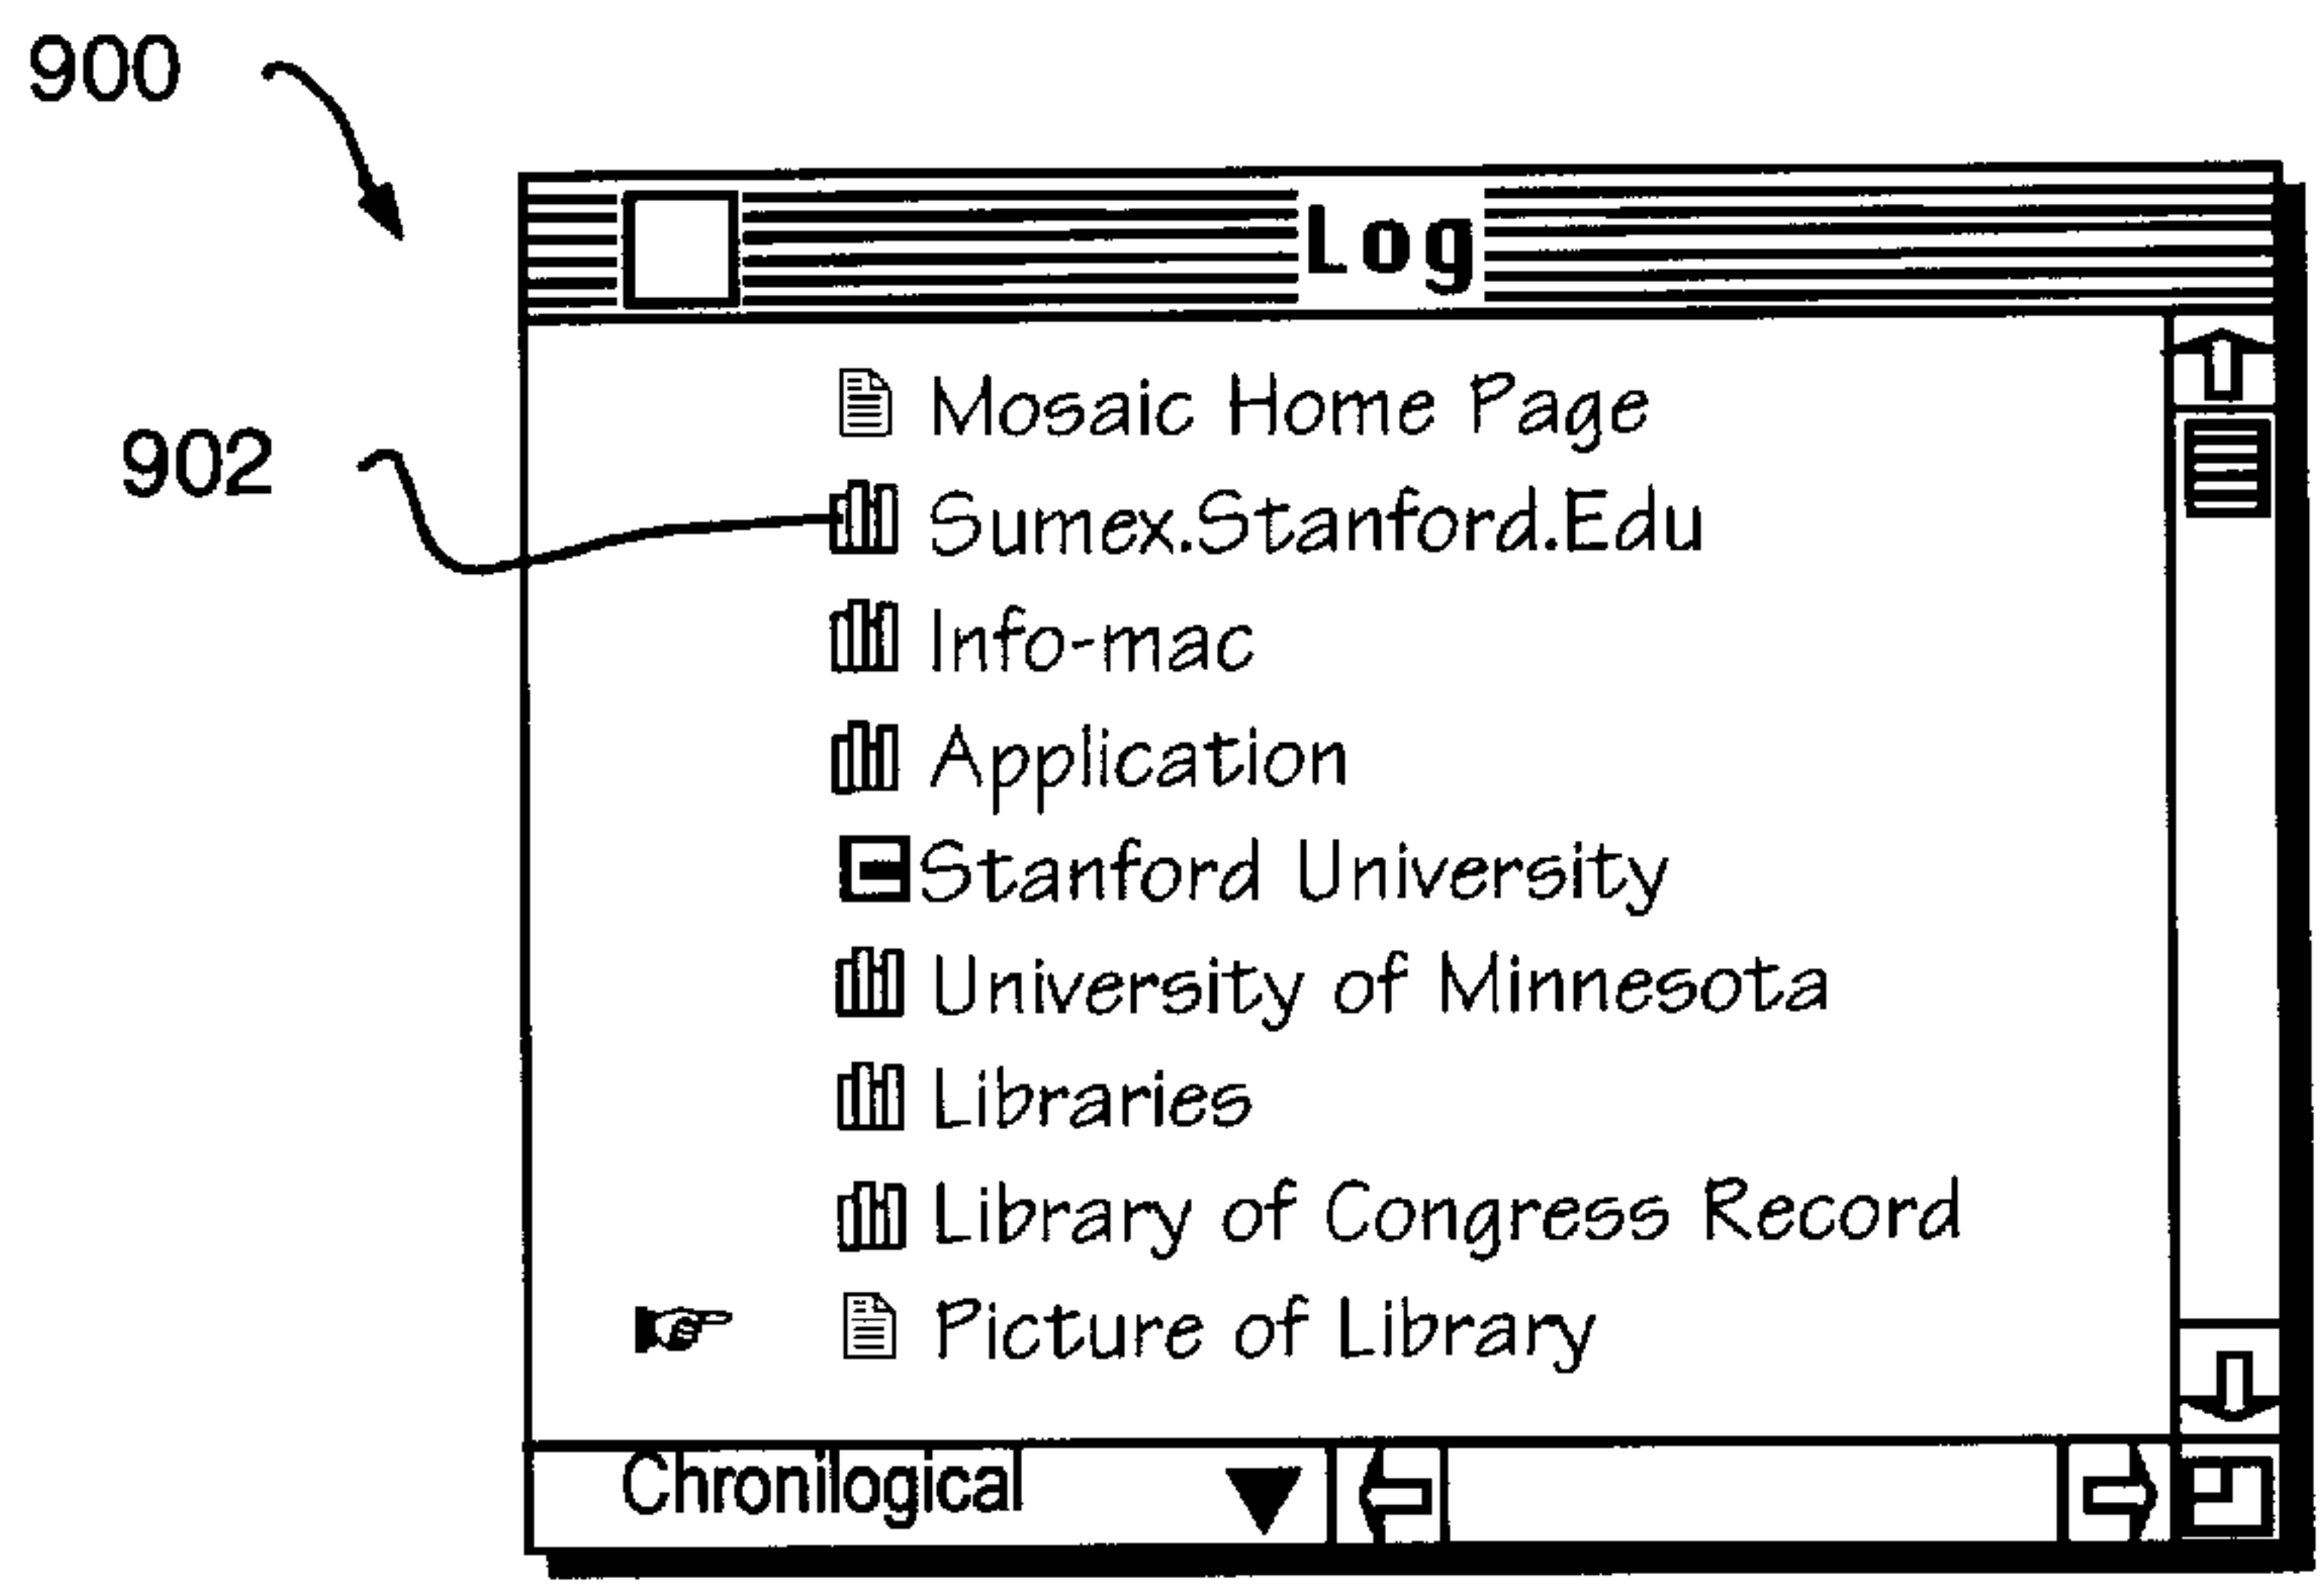 900
Log
Mosaic Home Page
902
Sumex.Stanford.Edu
Info-mac
Application
Stanford University
University of Minnesota
Libraries
Library of Congress Record
Picture of Library
Chronilogical